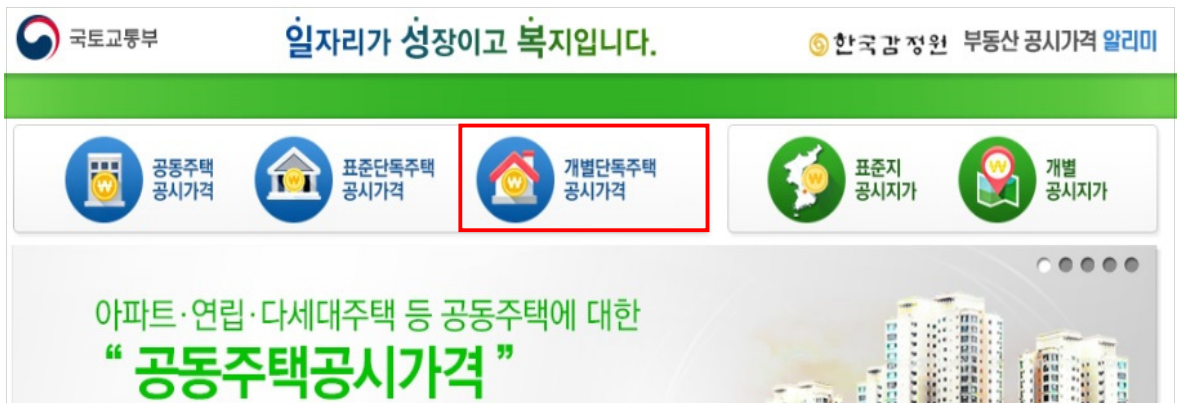 국토교통부
일자리가 성장이고 복지입니다.
한국감정원 부동산 공시가격 알리미
공동주택
공시가격
표준단독주택
공시가격
개별단독주택
공시가격
표준지
공시지가
개별
공시지가
아파트·연립·다세대주택 등 공동주택에 대한
“ 공동주택공시가격 ”